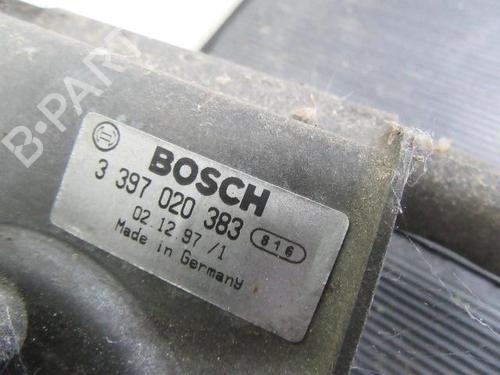 B-PARTS
BOSCH
3 397 020 383
02 12 97 /1 816
Made in Germany